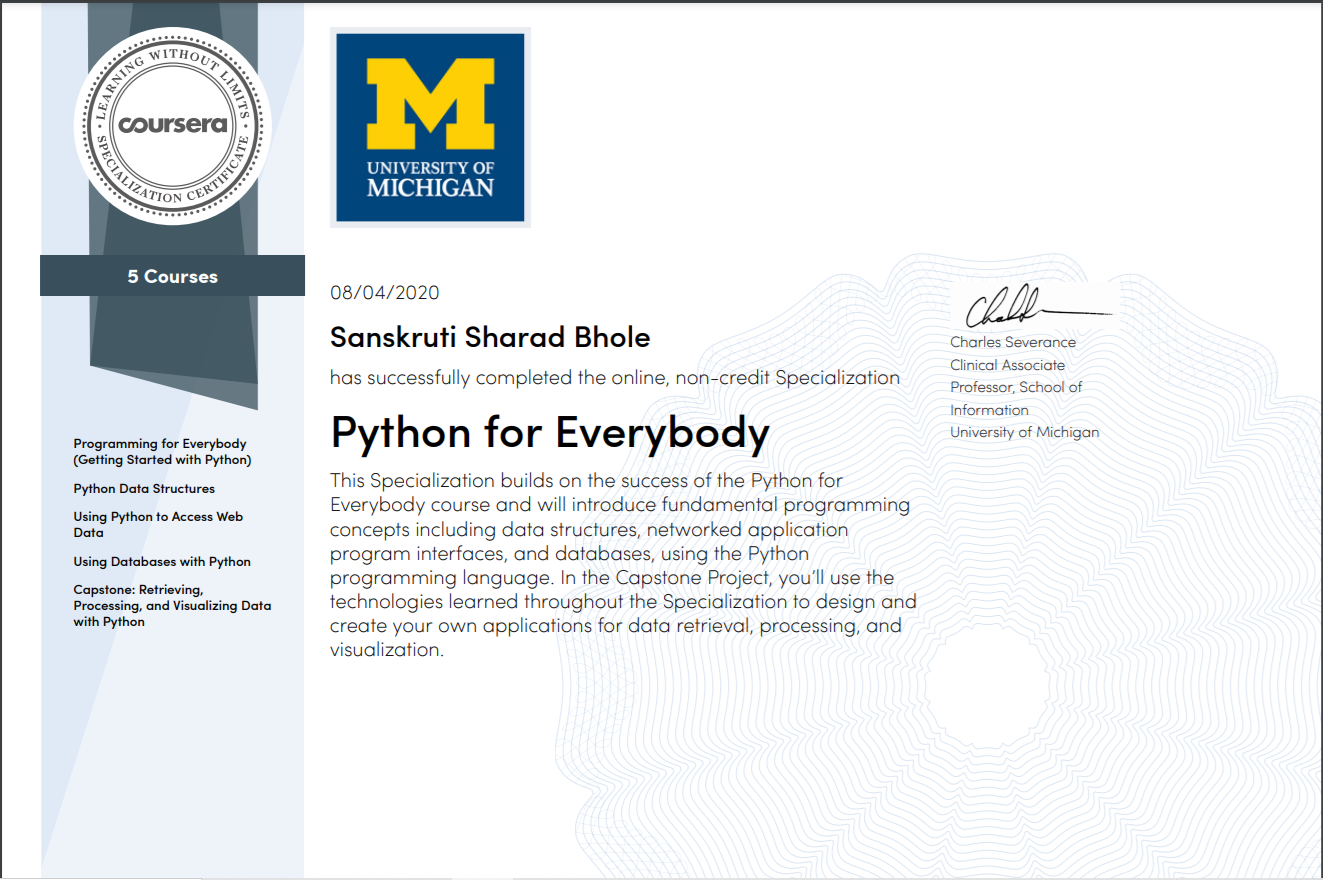 LEARNING WITHOUT LIMITS
coursera
SPECIALIZATION CERTIFICATE
5 Courses
Programming for Everybody
(Getting Started with Python)
Python Data Structures
Using Python to Access Web
Data
Using Databases with Python
Capstone: Retrieving,
Processing, and Visualizing Data
with Python
M
UNIVERSITY OF
MICHIGAN
08/04/2020
Sanskruti Sharad Bhole
has successfully completed the online, non-credit Specialization
Python for Everybody
This Specialization builds on the success of the Python for
Everybody course and will introduce fundamental programming
concepts including data structures, networked application
program interfaces, and databases, using the Python
programming language. In the Capstone Project, you’ll use the
technologies learned throughout the Specialization to design and
create your own applications for data retrieval, processing, and
visualization.
Charles Severance
Clinical Associate
Professor, School of
Information
University of Michigan